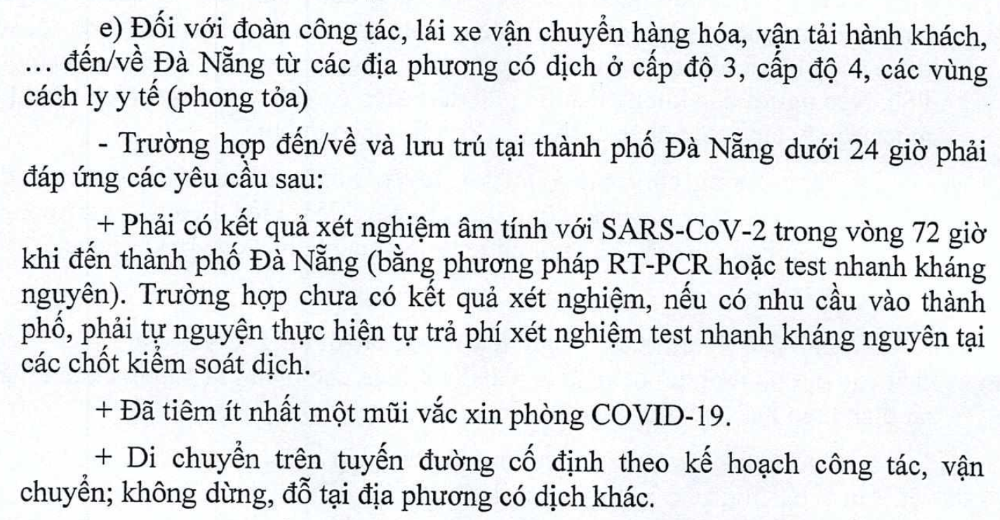 e) Đối với đoàn công tác, lái xe vận chuyển hàng hóa, vận tải hành khách,
… đến/về Đà Nẵng từ các địa phương có dịch ở cấp độ 3, cấp độ 4, các vùng
cách ly y tế (phong tỏa)
- Trường hợp đến/về và lưu trú tại thành phố Đà Nẵng dưới 24 giờ phải
đáp ứng các yêu cầu sau:
+ Phải có kết quả xét nghiệm âm tính với SARS-CoV-2 trong vòng 72 giờ
khi đến thành phố Đà Nẵng (bằng phương pháp RT-PCR hoặc test nhanh kháng
nguyên). Trường hợp chưa có kết quả xét nghiệm, nếu có nhu cầu vào thành
phố, phải tự nguyện thực hiện tự trả phí xét nghiệm test nhanh kháng nguyên tại
các chốt kiểm soát dịch.
+ Đã tiêm ít nhất một mũi vắc xin phòng COVID-19.
+ Di chuyển trên tuyến đường cố định theo kế hoạch công tác, vận
chuyển; không dừng, đỗ tại địa phương có dịch khác.